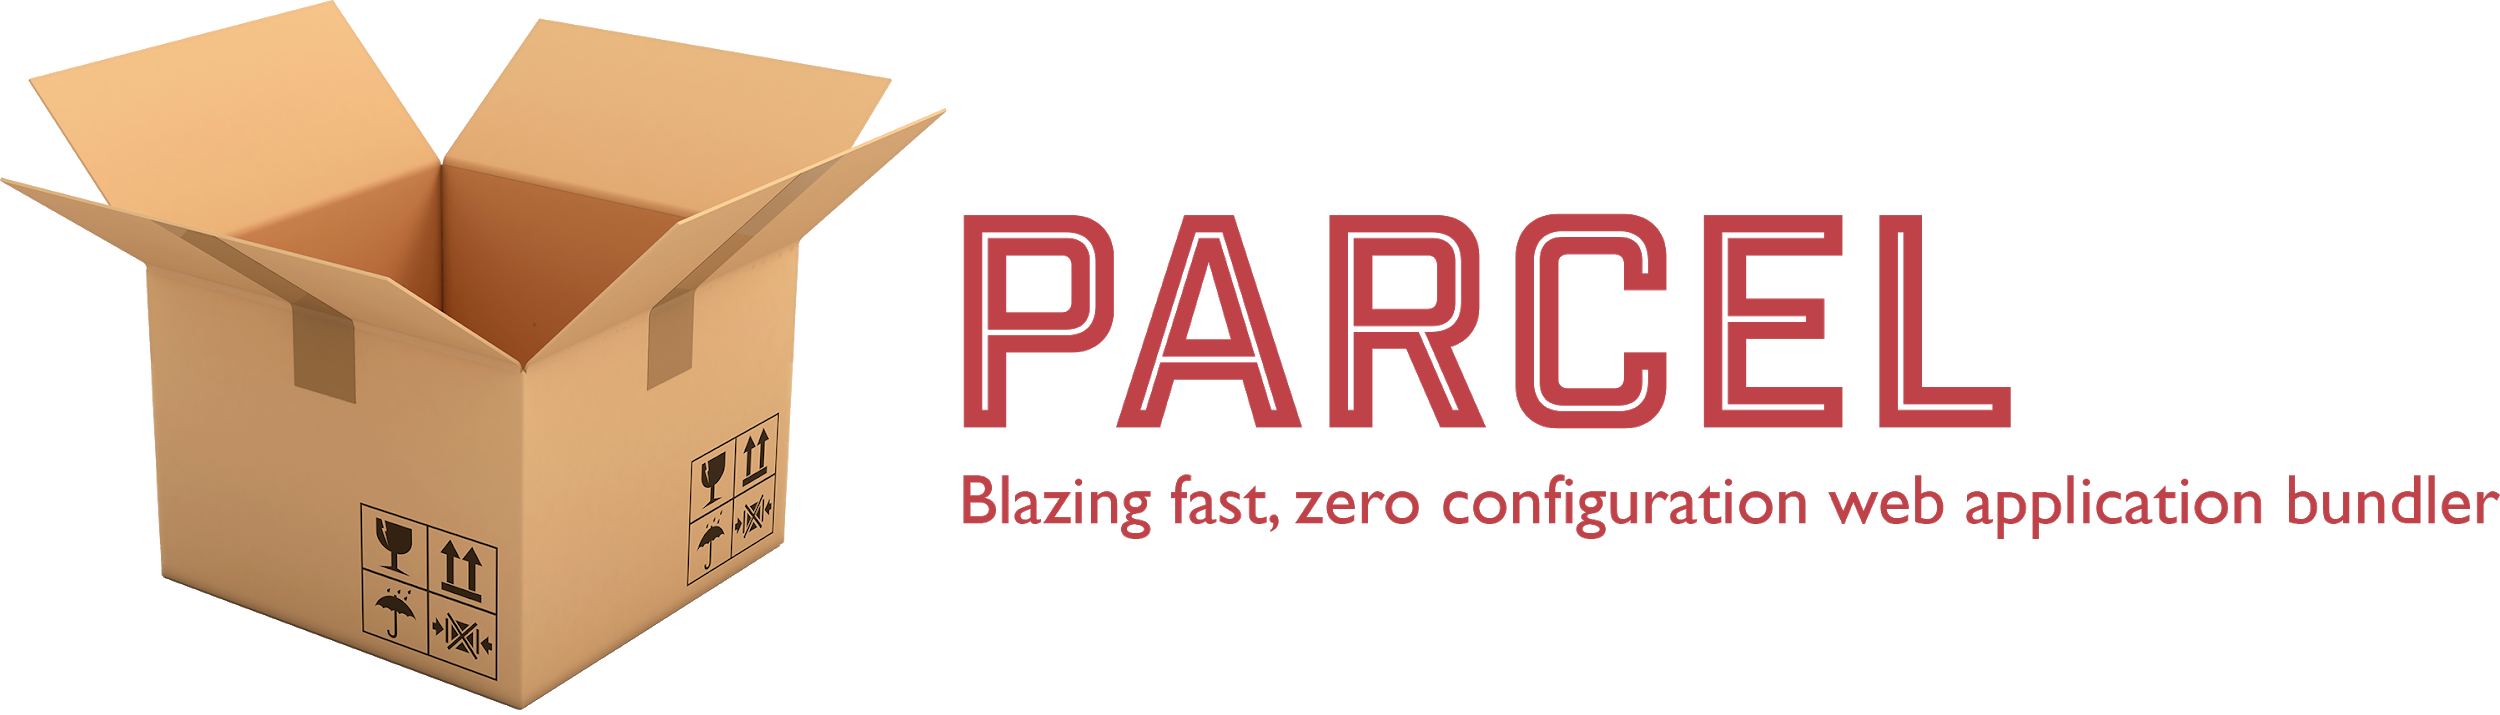 PARCEL
Blazing fast, zero configuration web application bundler